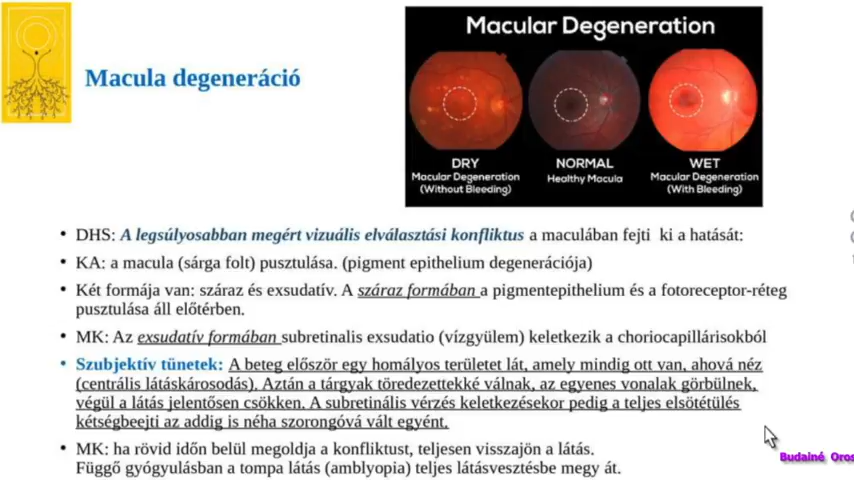 Macula degeneráció
Macular Degeneration
DRY
Macular Degeneration
(Without Bleeding)
NORMAL
Healthy Macula
WET
Macular Degeneration
(With Bleeding)
• DHS: A legsúlyosabban megért vizuális elválasztási konfliktus a maculában fejti ki a hatását:
• KA: a macula (sárga folt) pusztulása. (pigment epithelium degenerációja)
• Két formája van: száraz és exsudatív. A száraz formában a pigmentepithelium és a fotoreceptor-réteg
pusztulása áll előtérben.
• MK: Az exsudatív formában subretinalis exsudatio (vízgyülem) keletkezik a choriocapillárisokból
• Szubjektív tünetek: A beteg először egy homályos területet lát, amely mindig ott van, ahová néz
(centrális látáskárosodás). Aztán a tárgyak töredezettekké válnak, az egyenes vonalak görbülnek,
végül a látás jelentősen csökken. A subretinális vérzés keletkezésekor pedig a teljes elsötétülés
kétségbeejti az addig is néha szorongóvá vált egyént.
• MK: ha rövid időn belül megoldja a konfliktust, teljesen visszajön a látás.
Függő gyógyulásban a tompa látás (amblyopia) teljes látásvesztésbe megy át.
Budainé Oros